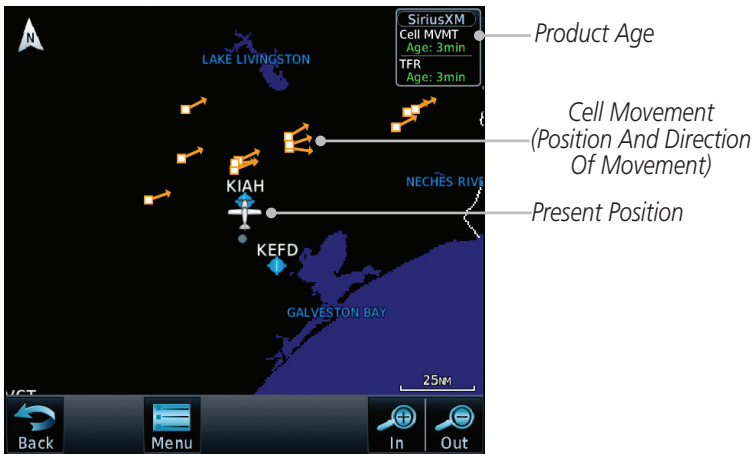 N
SiriusXM
Cell MVMT
Age: 3min
TFR
Age: 3min
Product Age
LAKE LIVINGSTON
Cell Movement
(Position And Direction
Of Movement)
KIAH
NECHES RIVE
Present Position
KEFD
GALVESTON BAY
25NM
Back
Menu
In
Out